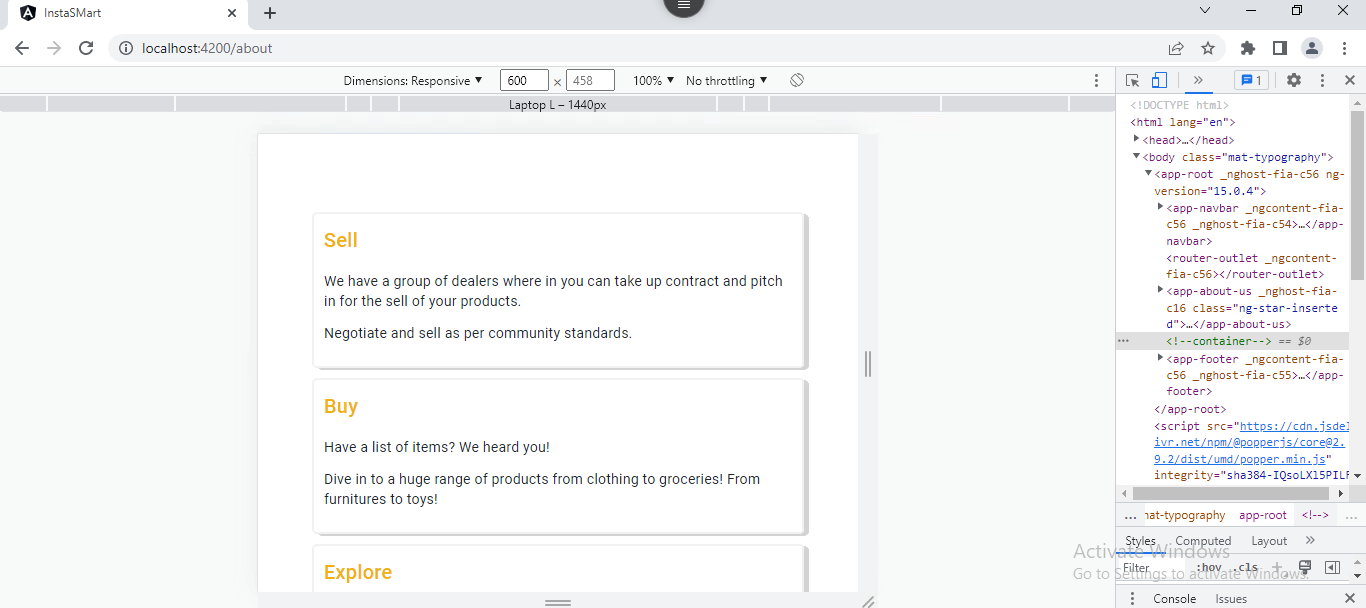 InstaSMart
localhost:4200/about
Dimensions: Responsive 600 × 458 100% No throttling
1
Laptop L – 1440px
Sell
We have a group of dealers where in you can take up contract and pitch
in for the sell of your products.
Negotiate and sell as per community standards.
Buy
Have a list of items? We heard you!
Dive in to a huge range of products from clothing to groceries! From
furnitures to toys!
Explore
<!DOCTYPE html>
<html lang="en">
<head>…</head>
<body class="mat-typography">
<app-root _nghost-fia-c56 ng-
version="15.0.4">
<app-navbar _ngcontent-fia-
c56 _nghost-fia-c54>…</app-
navbar>
<router-outlet _ngcontent-
fia-c56></router-outlet>
<app-about-us _nghost-fia-
c16 class="ng-star-inserte
d">…</app-about-us>
<!--container--> == $0
<app-footer _ngcontent-fia-
c56 _nghost-fia-c55>…</app-
footer>
</app-root>
<script src="https://cdn.jsdel
ivr.net/npm/@popperjs/core@2.
9.2/dist/umd/popper.min.js"
integrity="sha384-IQsoLXl5PILF
... mat-typography app-root <!--> ...
Styles Computed Layout
Filter :hov .cls
Activate Windows
Go to Settings to activate Windows.
Console Issues